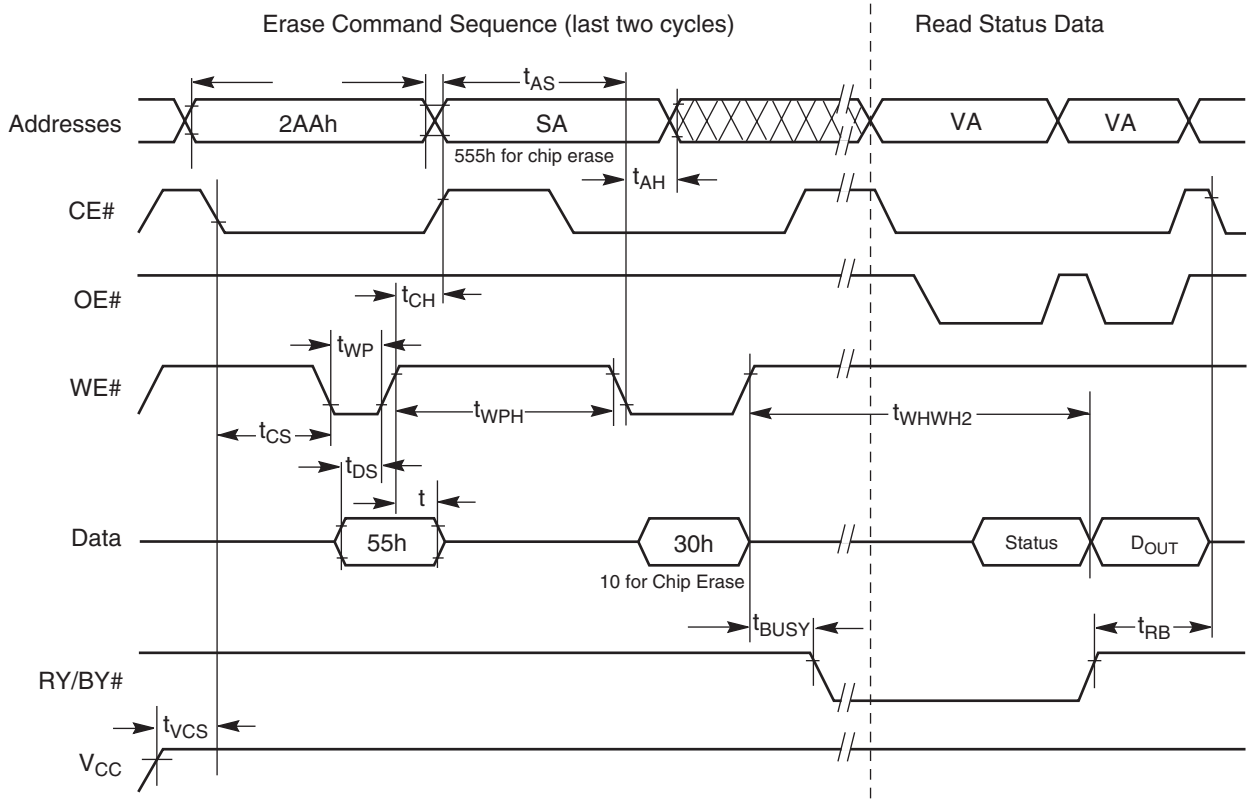 Erase Command Sequence (last two cycles)
Read Status Data
tAS
Addresses
2AAh
SA
VA
VA
555h for chip erase
tAH
CE#
OE#
tCH
tWP
WE#
tWPH
tWHWH2
tCS
tDS
t
Data
55h
30h
Status
DOUT
10 for Chip Erase
tBUSY
tRB
RY/BY#
tVCS
VCC